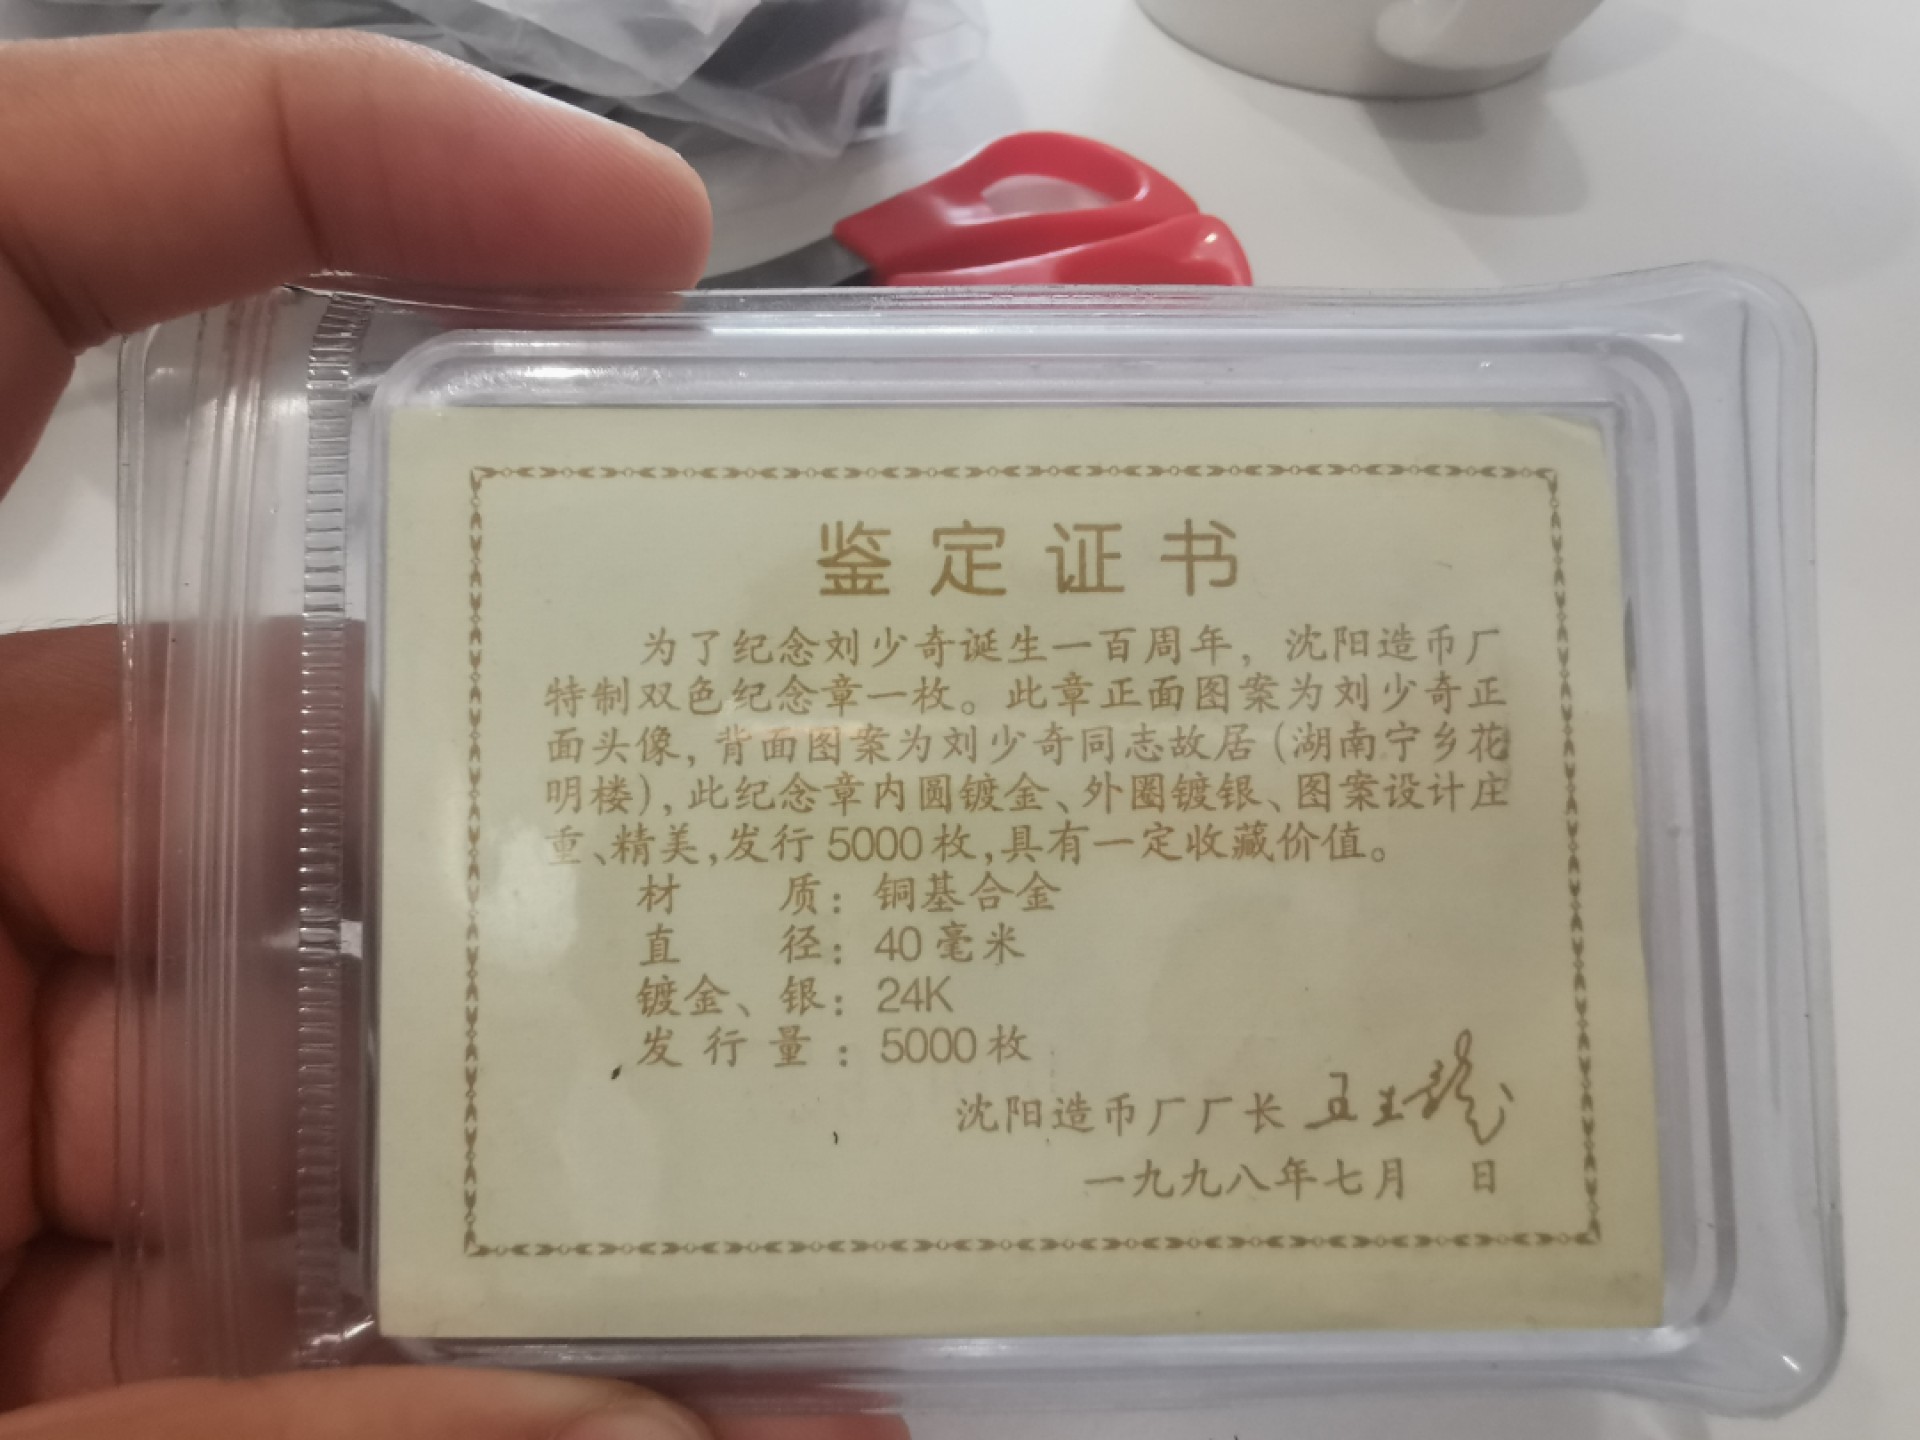 鉴定证书
为了纪念刘少奇诞生一百周年，沈阳造币厂
特制双色纪念章一枚。此章正面图案为刘少奇正
面头像，背面图案为刘少奇同志故居（湖南宁乡花
明楼），此纪念章内圆镀金、外圈镀银、图案设计庄
重、精美，发行5000枚，具有一定收藏价值。
材 质：铜基合金
直 径：40毫米
镀金、银：24K
发行量：5000枚
沈阳造币厂厂长
一九九八年七月 日